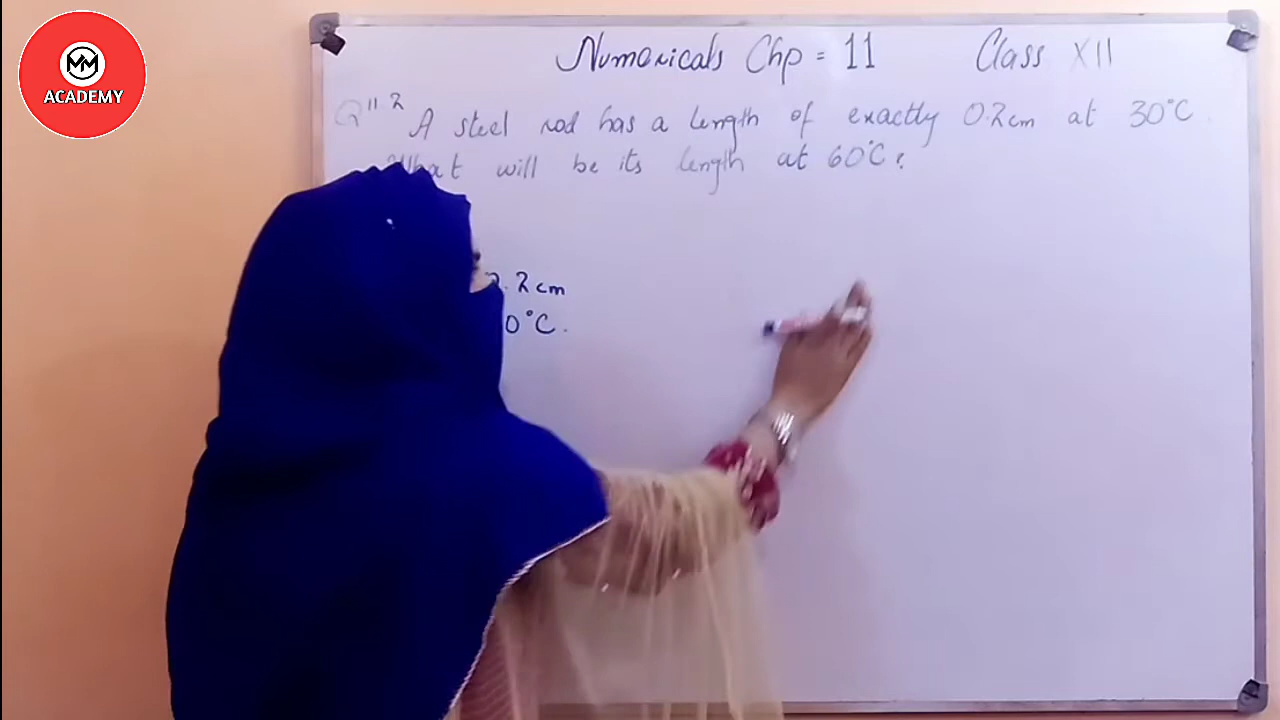 MM
ACADEMY
Numericals Chp = 11 Class XII
Q"2 A steel rod has a length of exactly 0.2cm at 30°C.
What will be its length at 60°C?
.2cm
0°C.